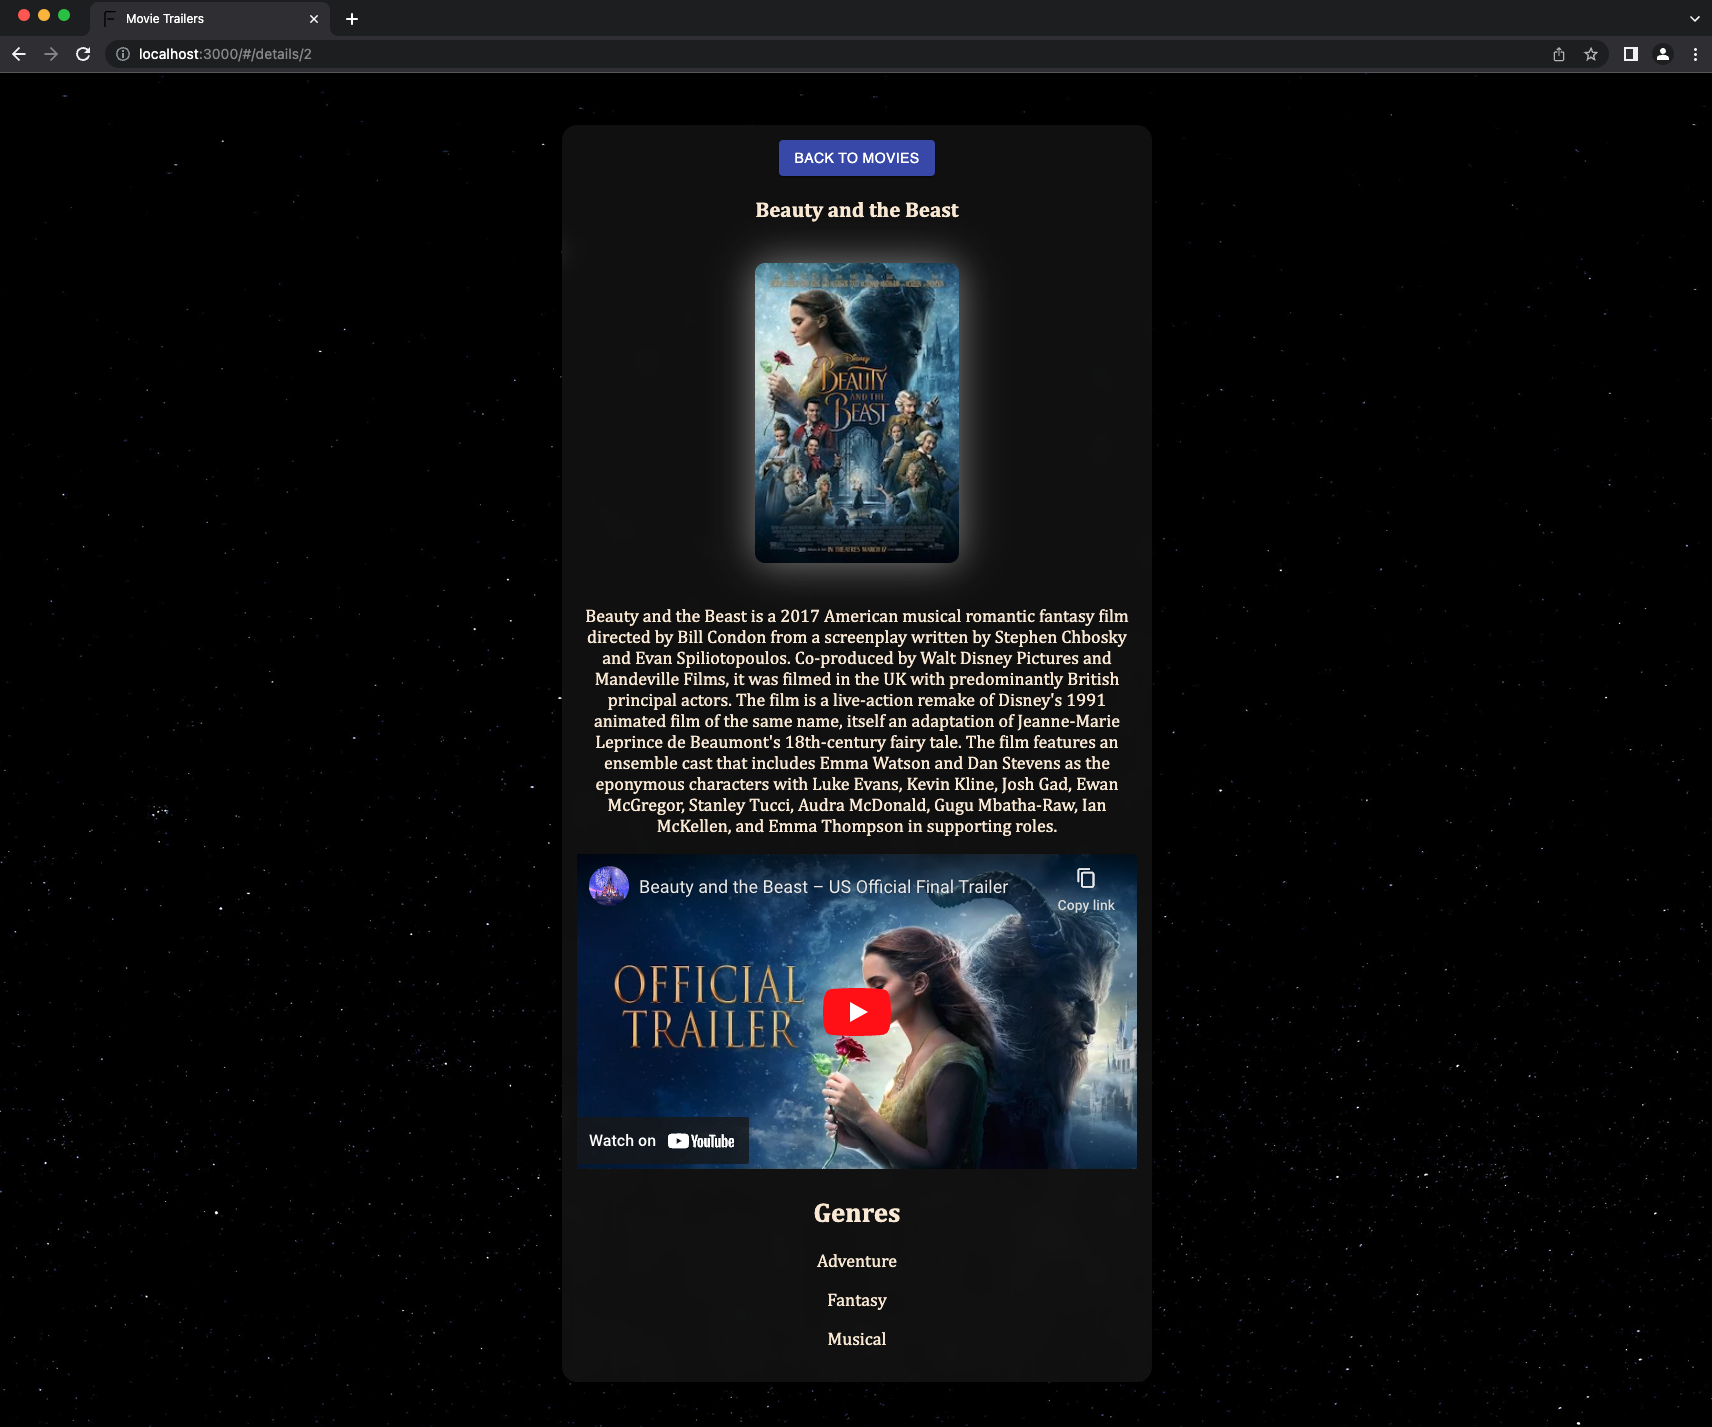 Movie Trailers
localhost:3000/#/details/2
BACK TO MOVIES
Beauty and the Beast
Disney
BEAUTY
AND THE
BEAST
IN THEATRES MARCH 17
Beauty and the Beast is a 2017 American musical romantic fantasy film
directed by Bill Condon from a screenplay written by Stephen Chbosky
and Evan Spiliotopoulos. Co-produced by Walt Disney Pictures and
Mandeville Films, it was filmed in the UK with predominantly British
principal actors. The film is a live-action remake of Disney's 1991
animated film of the same name, itself an adaptation of Jeanne-Marie
Leprince de Beaumont's 18th-century fairy tale. The film features an
ensemble cast that includes Emma Watson and Dan Stevens as the
eponymous characters with Luke Evans, Kevin Kline, Josh Gad, Ewan
McGregor, Stanley Tucci, Audra McDonald, Gugu Mbatha-Raw, Ian
McKellen, and Emma Thompson in supporting roles.
Beauty and the Beast – US Official Final Trailer
Copy link
OFFICIAL
TRAILER
Watch on YouTube
Genres
Adventure
Fantasy
Musical